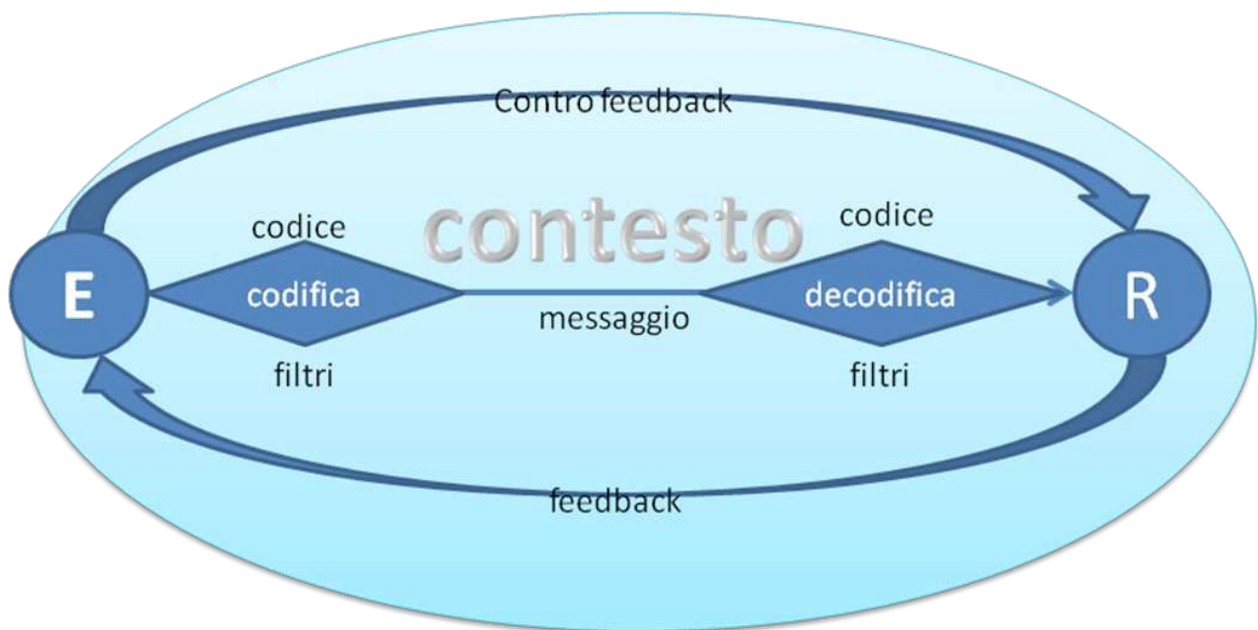 Contro feedback
codice
contesto
codice
E
codifica
messaggio
decodifica
R
filtri
filtri
feedback